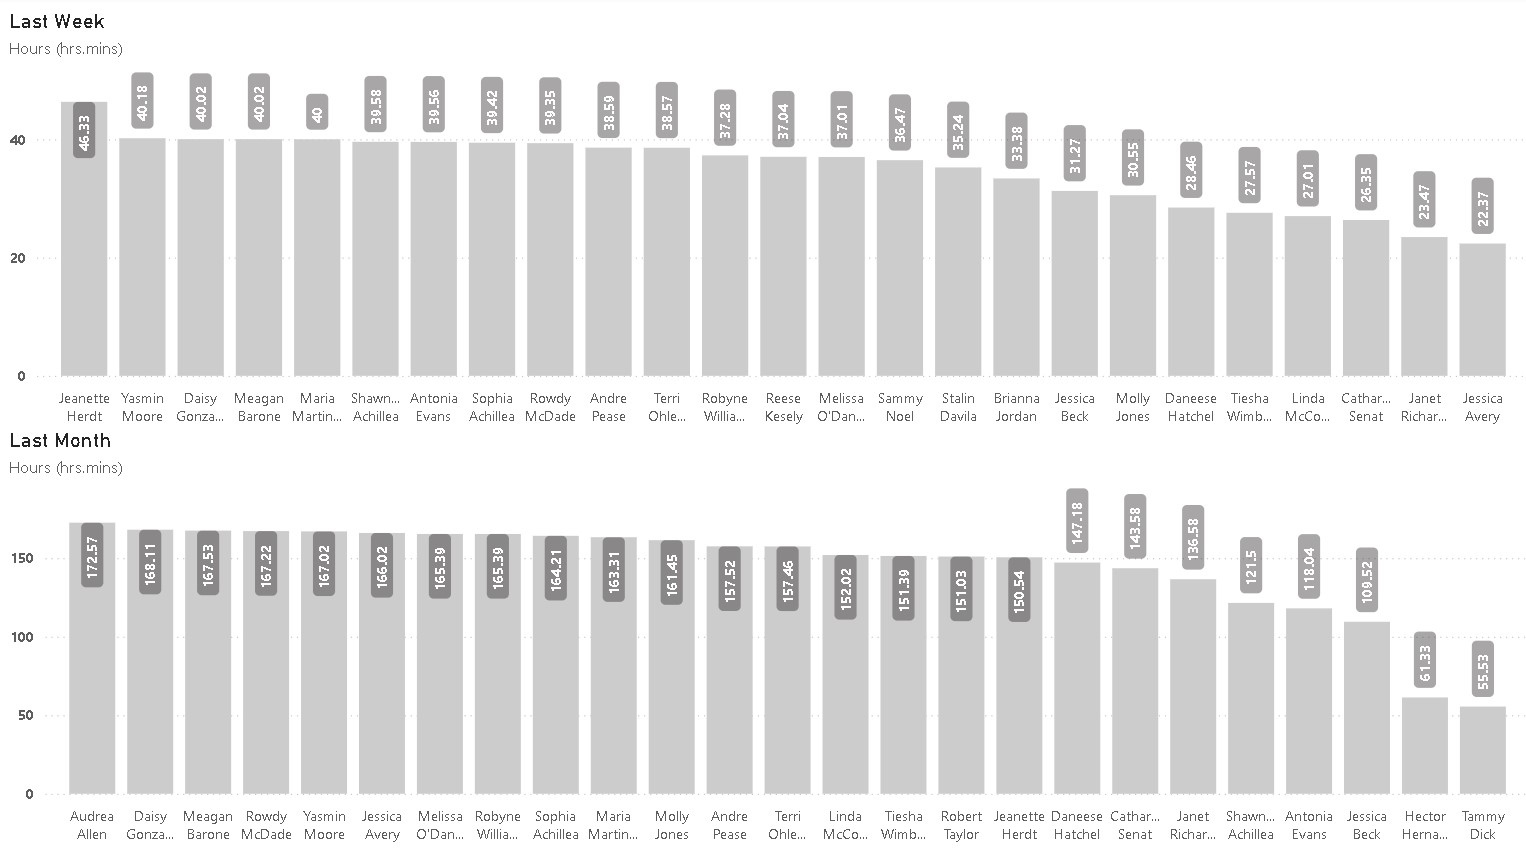 Last Week
Hours (hrs.mins)
46.33 40.18 40.02 40.02 40 39.58 39.56 39.42 39.35 38.59 38.57 37.28 37.04 37.01 36.47 35.24 33.38 31.27 30.55 28.46 27.57 27.01 26.35 23.47 22.37
40
20
0
Jeanette Yasmin Daisy Meagan Maria Shawn... Antonia Sophia Rowdy Andre Terri Robyne Reese Melissa Sammy Stalin Brianna Jessica Molly Daneese Tiesha Linda Cathar... Janet Jessica
Herdt Moore Gonza... Barone Martin... Achillea Evans Achillea McDade Pease Ohle... Willia... Kesely O'Dan... Noel Davila Jordan Beck Jones Hatchel Wimb... McCo... Senat Richar... Avery
Last Month
Hours (hrs.mins)
172.57 168.11 167.53 167.22 167.02 166.02 165.39 165.39 164.21 163.31 161.45 157.52 157.46 152.02 151.39 151.03 150.54 147.18 143.58 136.58 121.5 118.04 109.52 61.33 55.53
150
100
50
0
Audrea Daisy Meagan Rowdy Yasmin Jessica Melissa Robyne Sophia Maria Molly Andre Terri Linda Tiesha Robert Jeanette Daneese Cathar... Janet Shawn... Antonia Jessica Hector Tammy
Allen Gonza... Barone McDade Moore Avery O'Dan... Willia... Achillea Martin... Jones Pease Ohle... McCo... Wimb... Taylor Herdt Hatchel Senat Richar... Achillea Evans Beck Herna... Dick